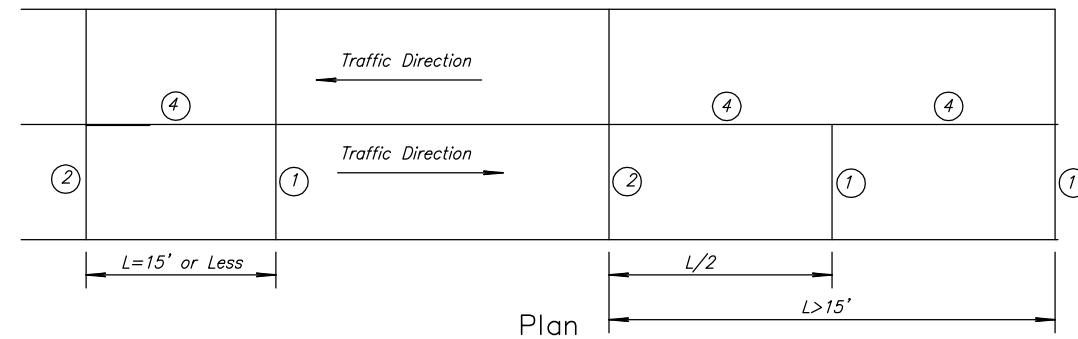 Traffic Direction
4
4
4
Traffic Direction
2
1
2
1
1
L=15' or Less
L/2
L>15'
Plan